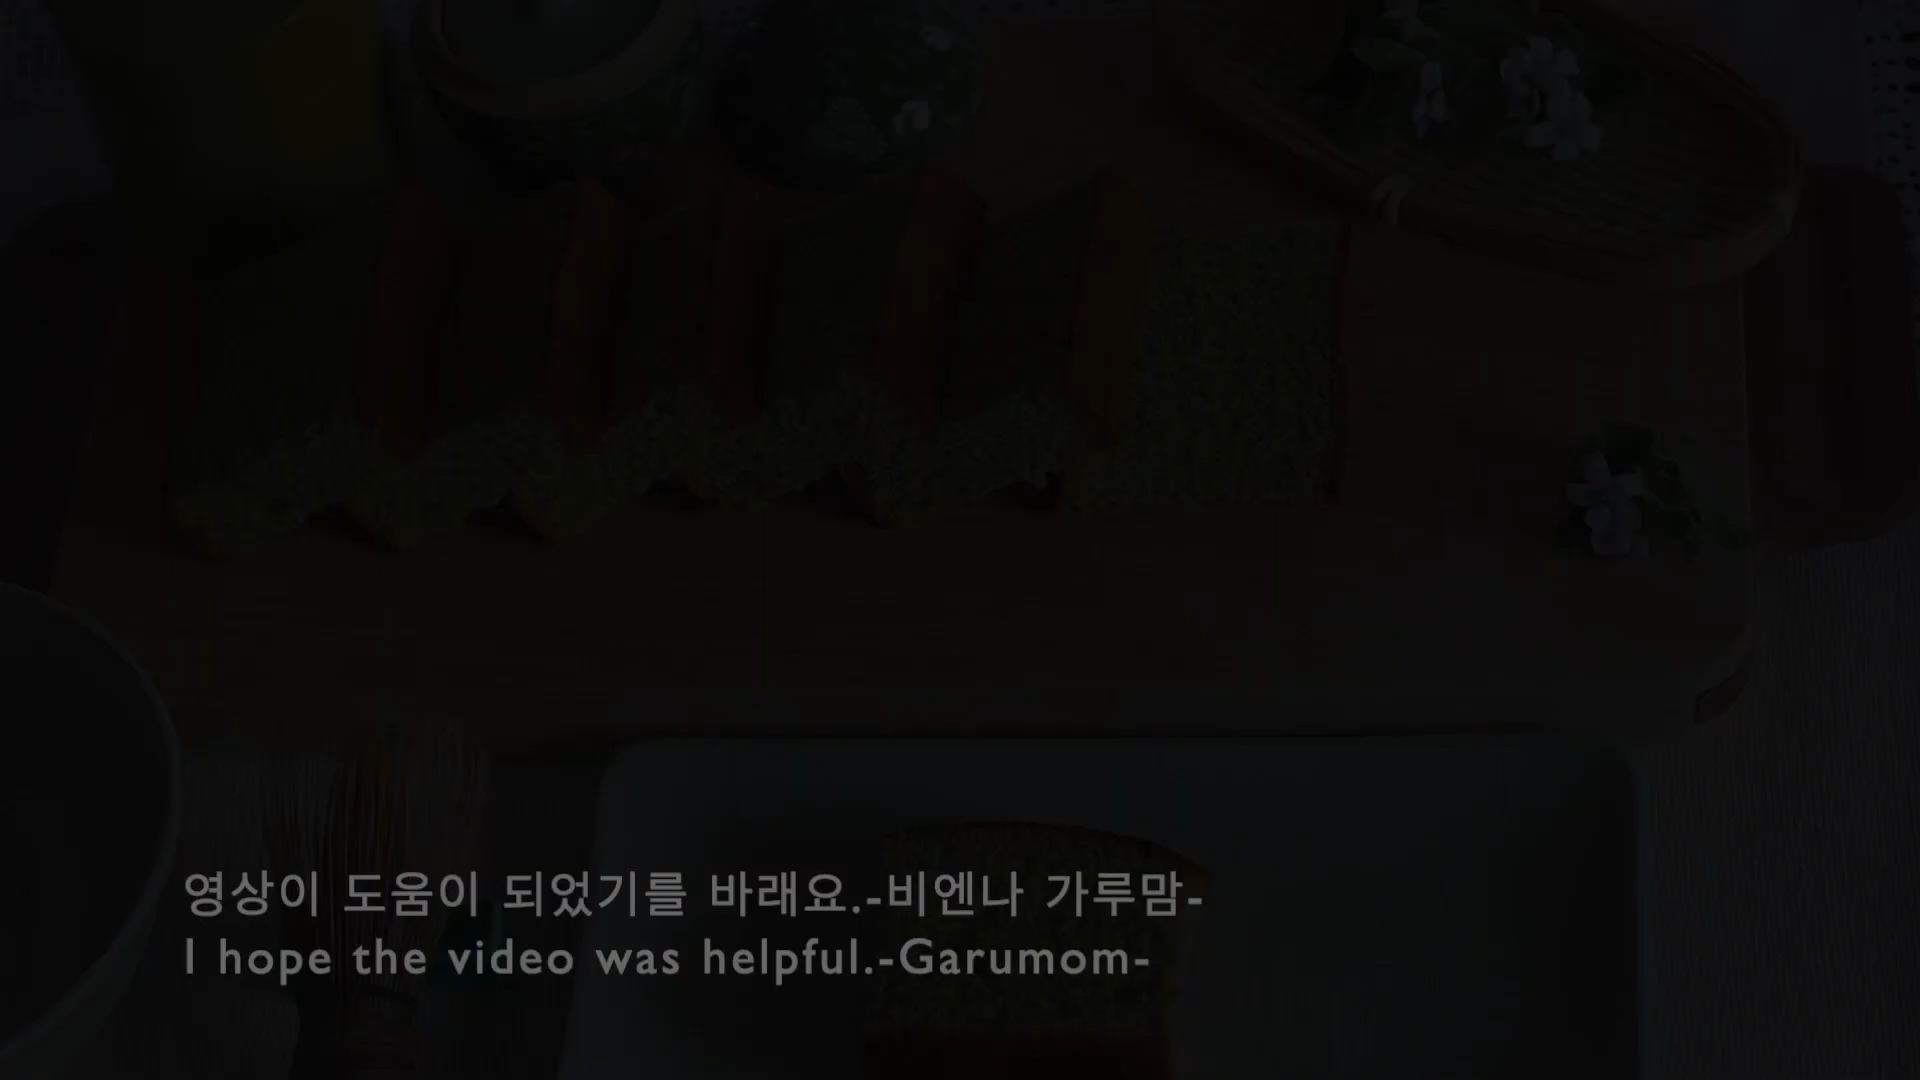 영상이 도움이 되었기를 바래요.-비엔나 가루맘-
I hope the video was helpful.-Garumom-